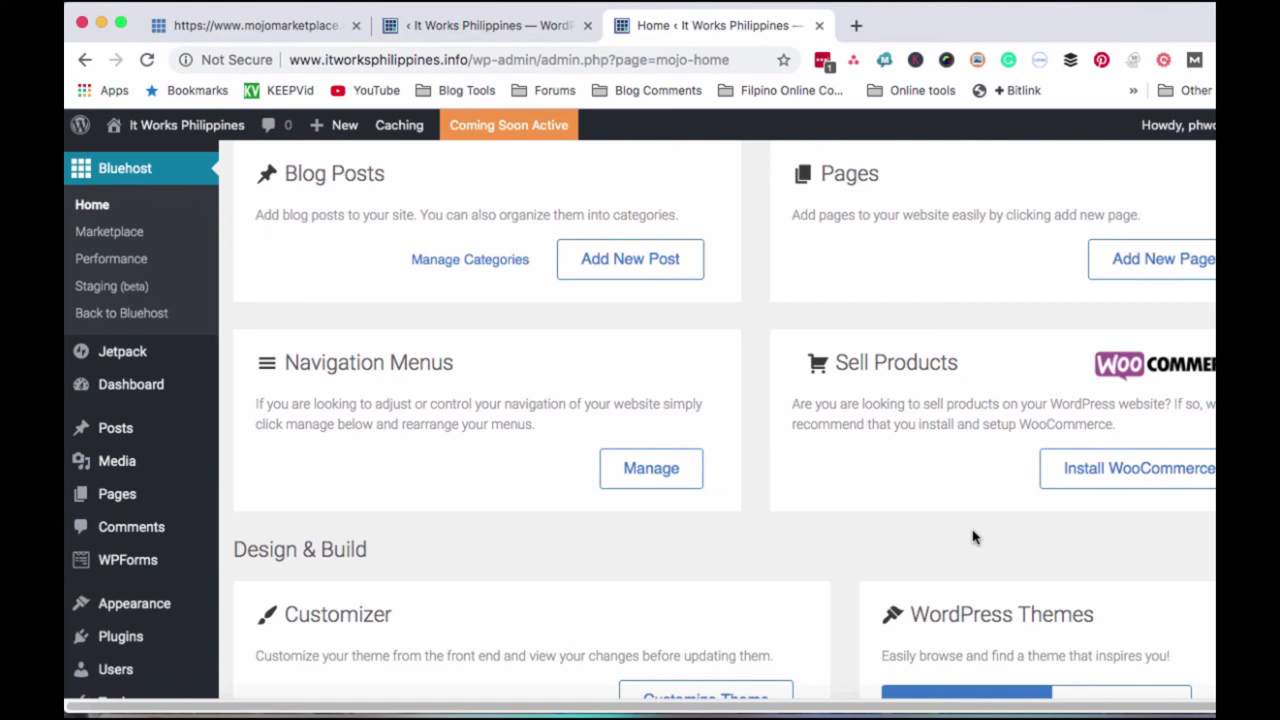 https://www.mojomarketplace.
‹ It Works Philippines — WordP
Home ‹ It Works Philippines —
Not Secure
www.itworksphilippines.info/wp-admin/admin.php?page=mojo-home
1
Apps
Bookmarks
KV KEEPVid
YouTube
Blog Tools
Forums
Blog Comments
Filpino Online Co...
Online tools
+ Bitlink
»
Other
It Works Philippines
0
New
Caching
Coming Soon Active
Howdy, phwo
Bluehost
Home
Marketplace
Performance
Staging (beta)
Back to Bluehost
Jetpack
Dashboard
Posts
Media
Pages
Comments
WPForms
Appearance
Plugins
Users
Blog Posts
Add blog posts to your site. You can also organize them into categories.
Manage Categories
Add New Post
Pages
Add pages to your website easily by clicking add new page.
Add New Page
Navigation Menus
If you are looking to adjust or control your navigation of your website simply
click manage below and rearrange your menus.
Manage
Sell Products
WOO COMMER
Are you are looking to sell products on your WordPress website? If so, w
recommend that you install and setup WooCommerce.
Install WooCommerce
Design & Build
Customizer
Customize your theme from the front end and view your changes before updating them.
Customize Theme
WordPress Themes
Easily browse and find a theme that inspires you!